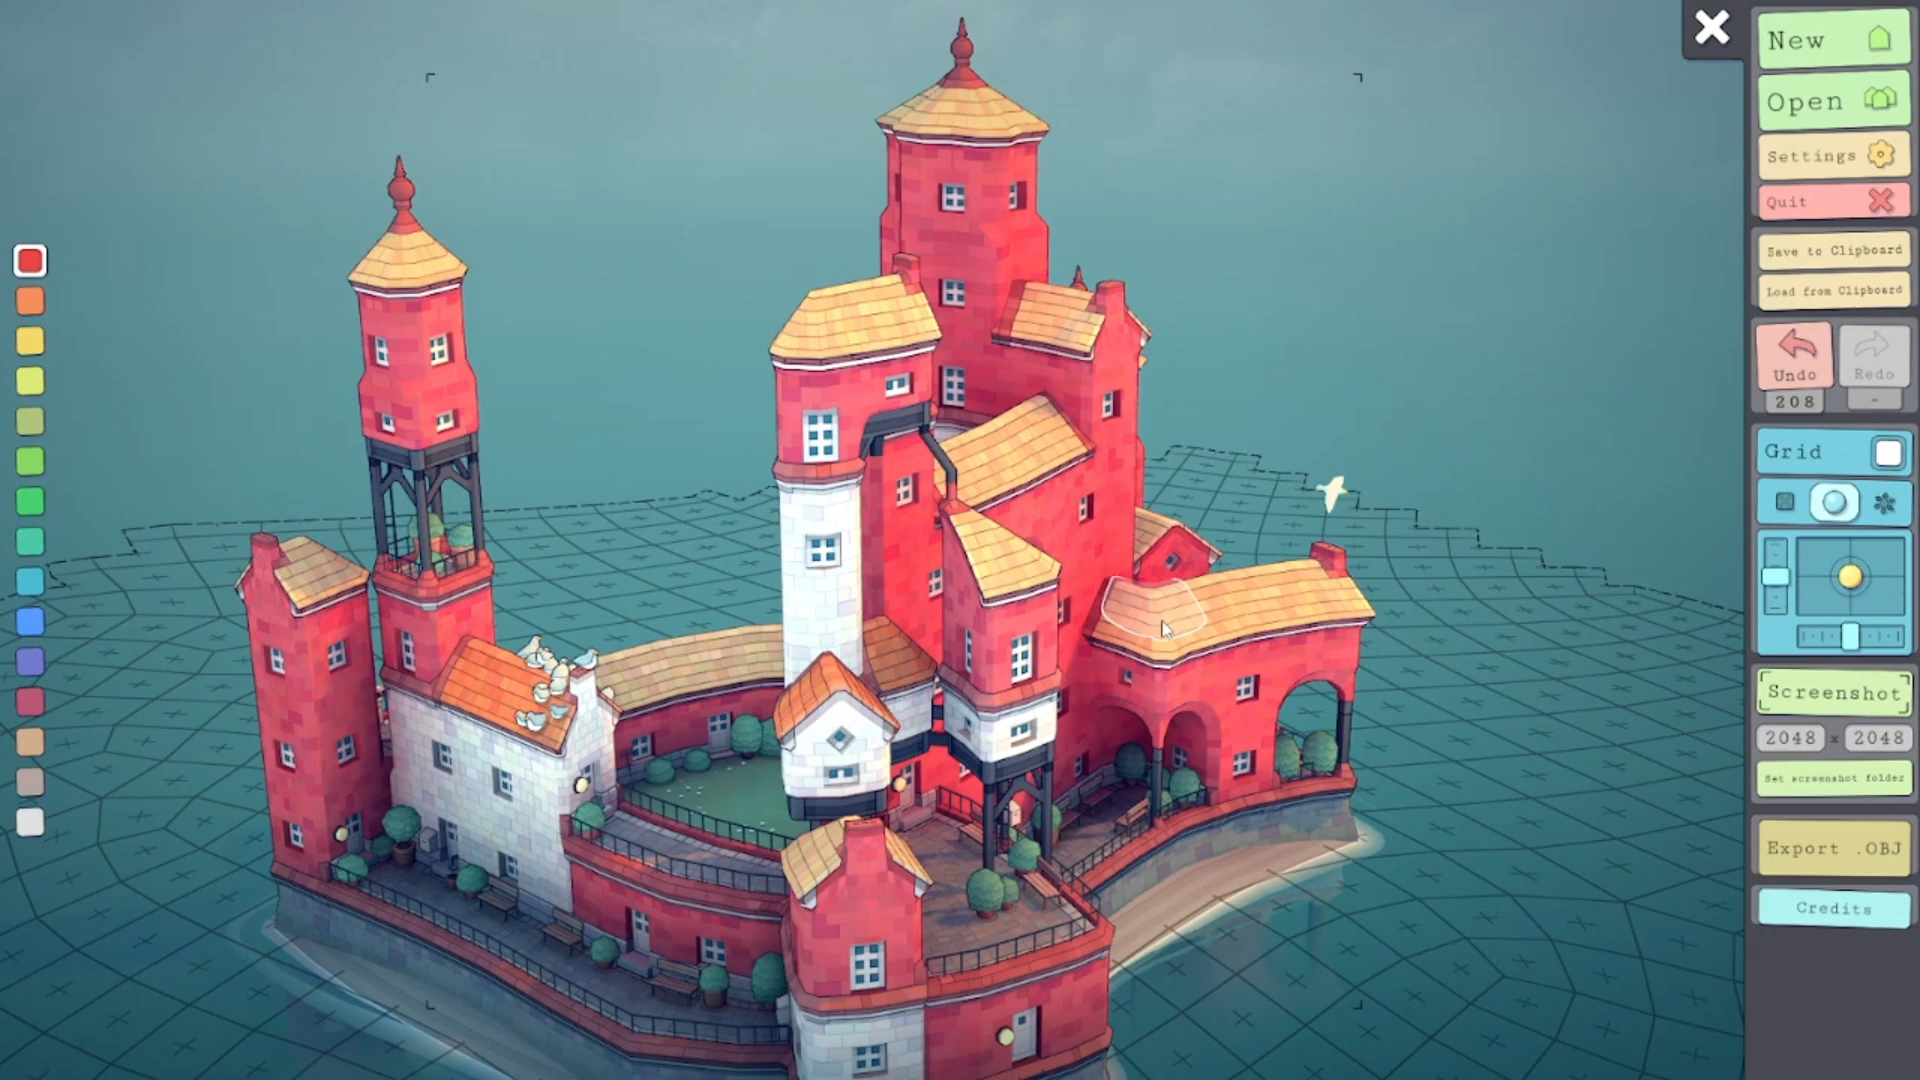 New
Open
Settings
Quit
Save to Clipboard
Load from Clipboard
Undo
Redo
208
-
Grid
Screenshot
2048 x 2048
Set screenshot folder
Export .OBJ
Credits